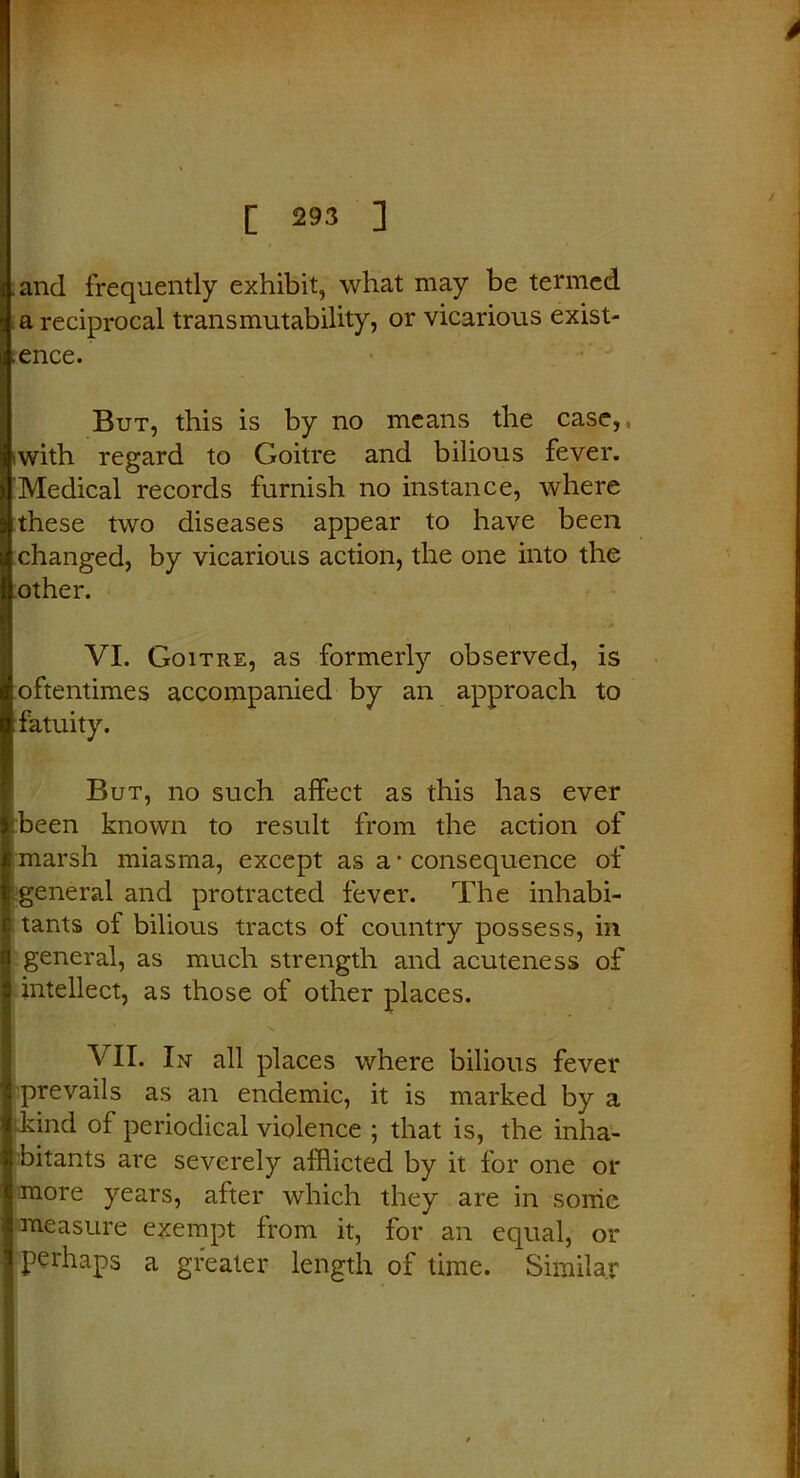 [ 293 ]
and frequently exhibit, what may be termed
a reciprocal transmutability, or vicarious exist-
ence.
But, this is by no means the case,
with regard to Goitre and bilious fever.
Medical records furnish no instance, where
these two diseases appear to have been
changed, by vicarious action, the one into the
other.
VI. Goitre, as formerly observed, is
oftentimes accompanied by an approach to
fatuity.
But, no such affect as this has ever
been known to result from the action of
marsh miasma, except as a consequence of
general and protracted fever. The inhabi-
tants of bilious tracts of country possess, in
general, as much strength and acuteness of
intellect, as those of other places.
VII. In all places where bilious fever
prevails as an endemic, it is marked by a
kind of periodical violence ; that is, the inha-
bitants are severely afflicted by it for one or
more years, after which they are in some
measure exempt from it, for an equal, or
perhaps a greater length of time. Similar